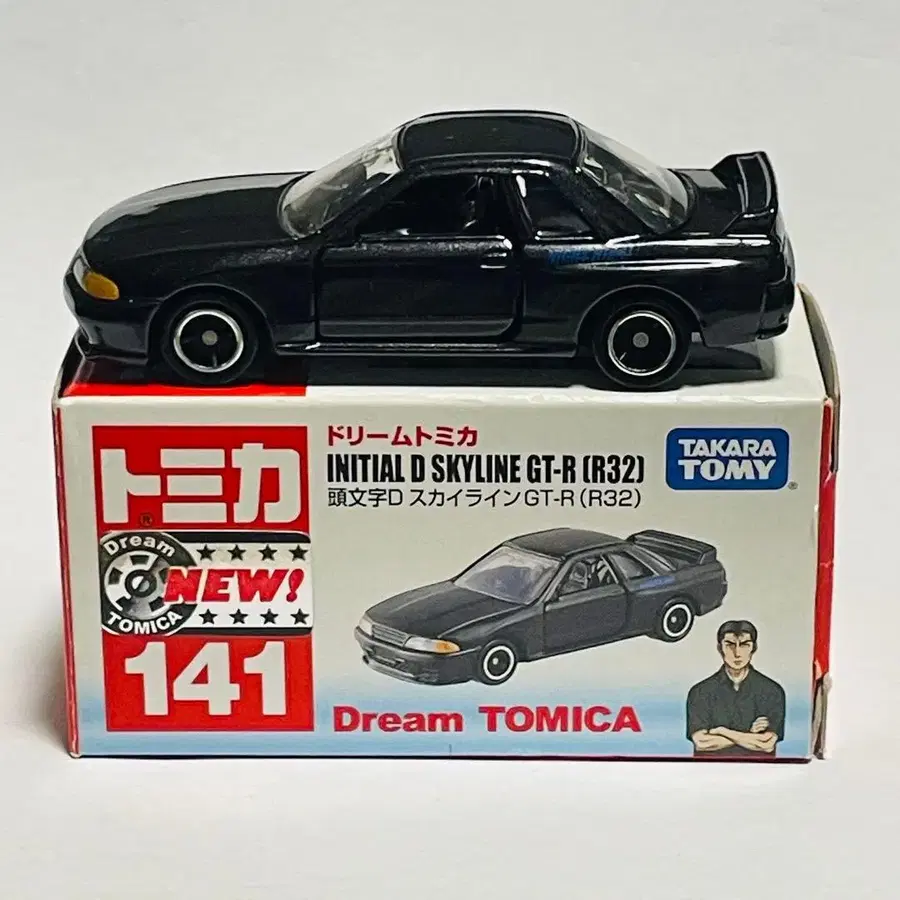 トミカ
®
Dream
NEW!
TOMICA
141
ドリームトミカ
INITIAL D SKYLINE GT-R (R32)
頭文字D スカイラインGT-R (R32)
TAKARA
TOMY®
Dream TOMICA